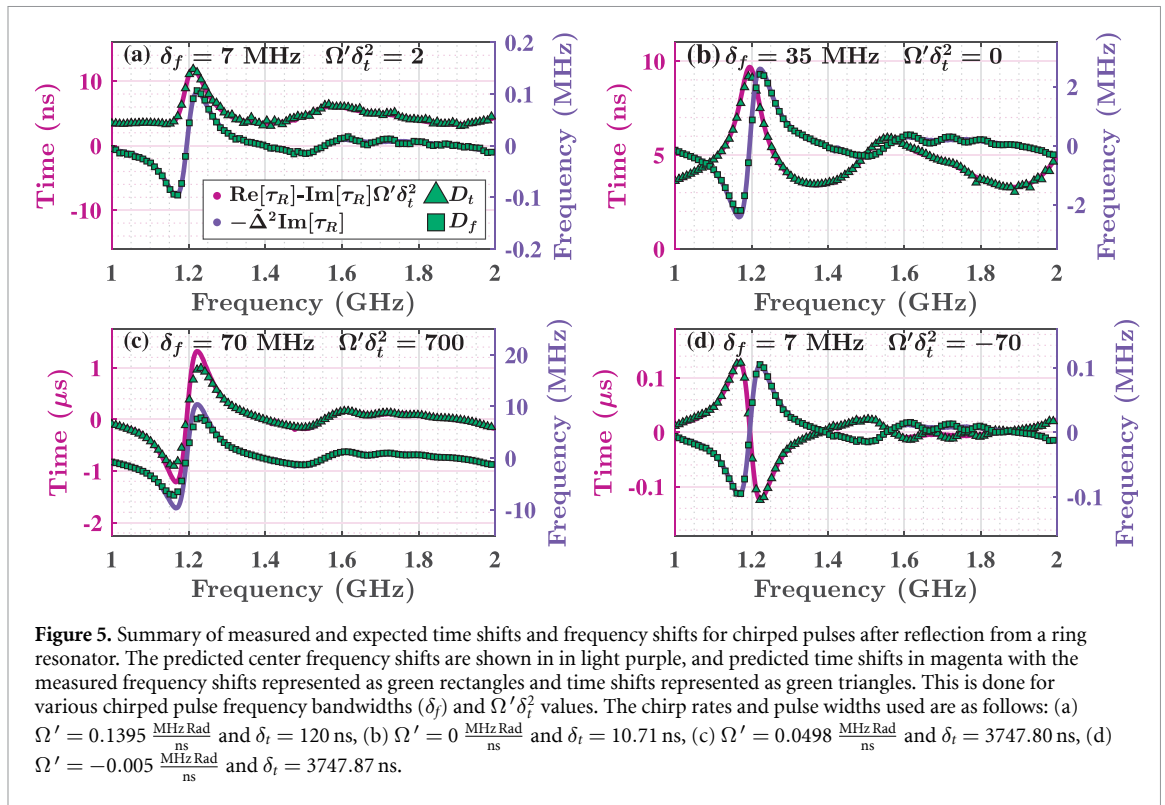 (a) δ_f = 7 MHz Ω′δ_t² = 2
Time (ns)
10
0
-10
0.2
0.1
0
-0.1
-0.2
Frequency (MHz)
Re[τ_R]-Im[τ_R]Ω′δ_t² D_t
−Δ̃²Im[τ_R] D_f
1 1.2 1.4 1.6 1.8 2
Frequency (GHz)
(b) δ_f = 35 MHz Ω′δ_t² = 0
Time (ns)
10
5
0
2
0
-2
Frequency (MHz)
1 1.2 1.4 1.6 1.8 2
Frequency (GHz)
(c) δ_f = 70 MHz Ω′δ_t² = 700
Time (μs)
1
0
-1
-2
20
10
0
-10
Frequency (MHz)
1 1.2 1.4 1.6 1.8 2
Frequency (GHz)
(d) δ_f = 7 MHz Ω′δ_t² = −70
Time (μs)
0.1
0
-0.1
0.1
0
-0.1
Frequency (MHz)
1 1.2 1.4 1.6 1.8 2
Frequency (GHz)
Figure 5. Summary of measured and expected time shifts and frequency shifts for chirped pulses after reflection from a ring
resonator. The predicted center frequency shifts are shown in in light purple, and predicted time shifts in magenta with the
measured frequency shifts represented as green rectangles and time shifts represented as green triangles. This is done for
various chirped pulse frequency bandwidths (δ_f) and Ω′δ_t² values. The chirp rates and pulse widths used are as follows: (a)
Ω′ = 0.1395 MHz Rad/ns and δ_t = 120 ns, (b) Ω′ = 0 MHz Rad/ns and δ_t = 10.71 ns, (c) Ω′ = 0.0498 MHz Rad/ns and δ_t = 3747.80 ns, (d)
Ω′ = −0.005 MHz Rad/ns and δ_t = 3747.87 ns.